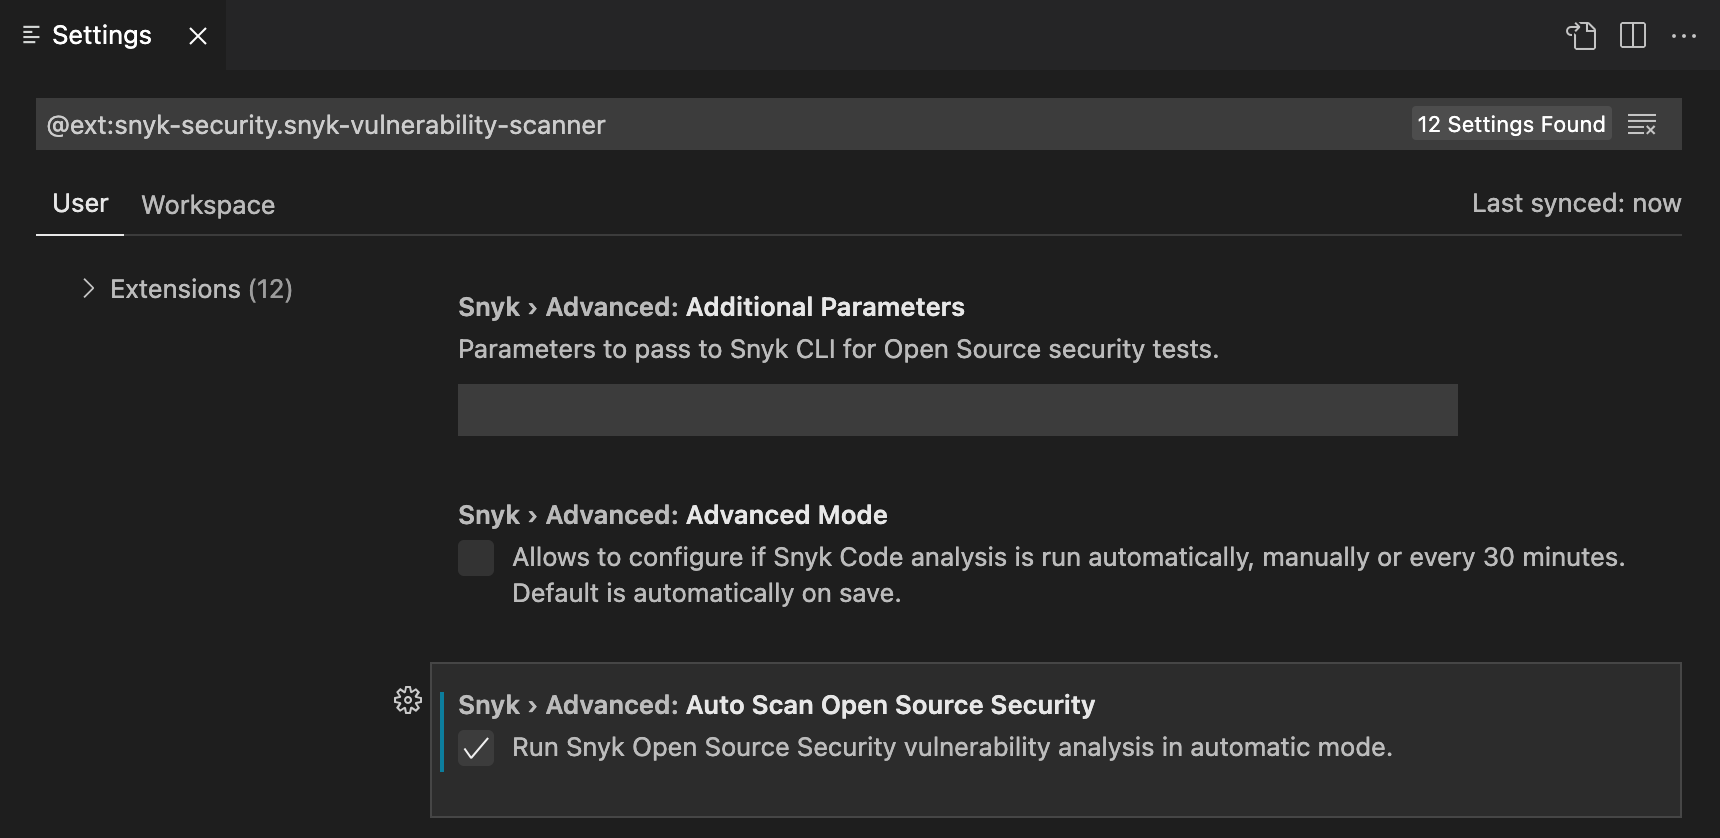 Settings
@ext:snyk-security.snyk-vulnerability-scanner
12 Settings Found
User
Workspace
Last synced: now
Extensions (12)
Snyk › Advanced: Additional Parameters
Parameters to pass to Snyk CLI for Open Source security tests.
Snyk › Advanced: Advanced Mode
Allows to configure if Snyk Code analysis is run automatically, manually or every 30 minutes.
Default is automatically on save.
Snyk › Advanced: Auto Scan Open Source Security
Run Snyk Open Source Security vulnerability analysis in automatic mode.